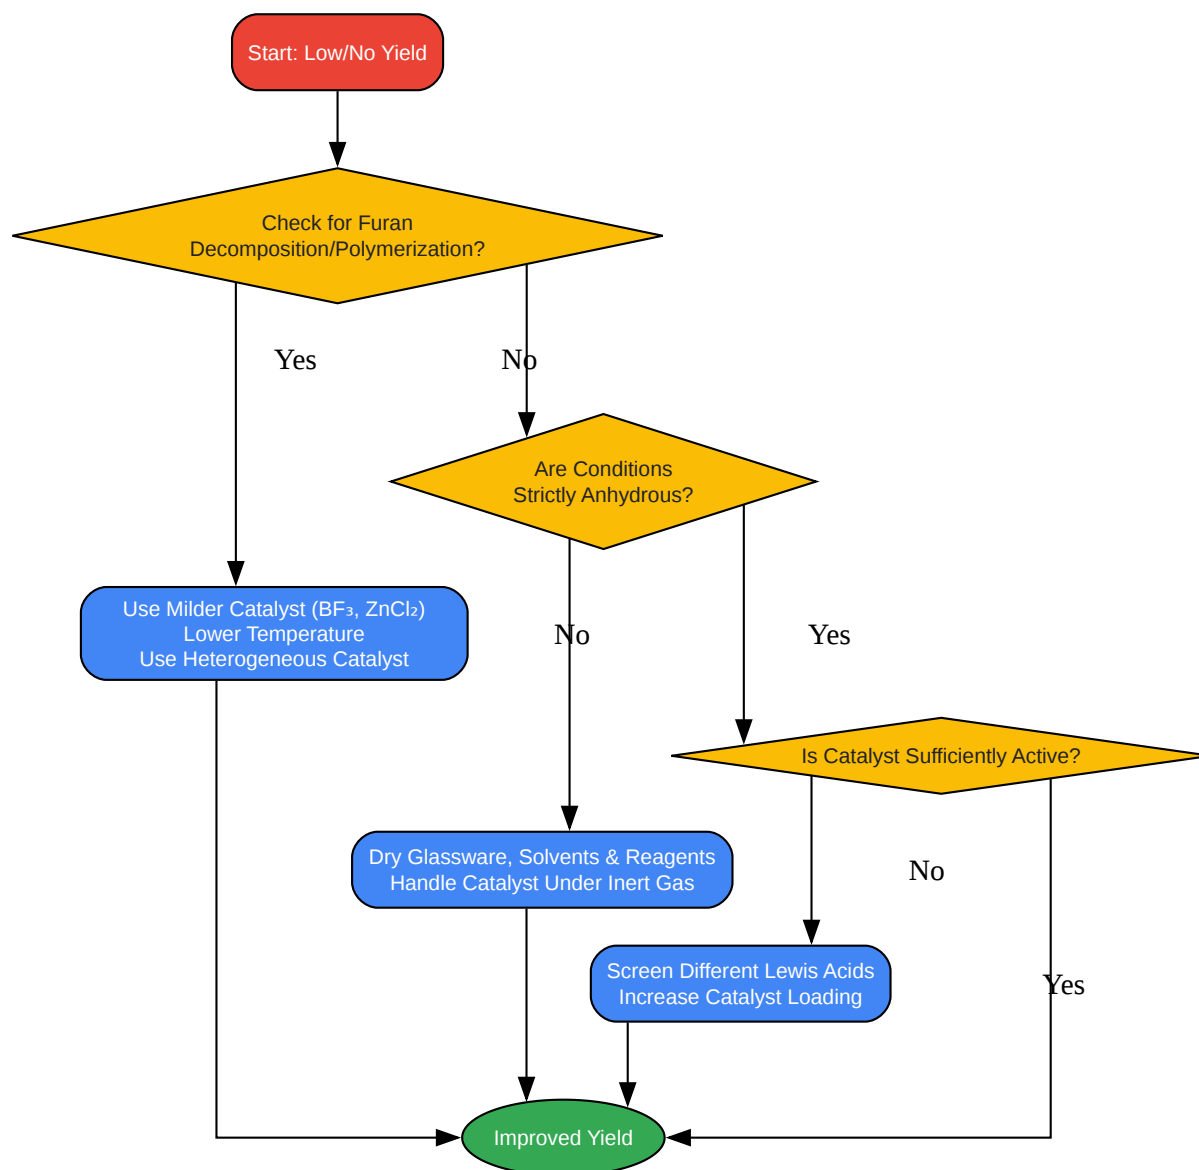 Start: Low/No Yield
Check for Furan
Decomposition/Polymerization?
Yes
No
Are Conditions
Strictly Anhydrous?
Use Milder Catalyst (BF₃, ZnCl₂)
Lower Temperature
Use Heterogeneous Catalyst
No
Yes
Is Catalyst Sufficiently Active?
Dry Glassware, Solvents & Reagents
Handle Catalyst Under Inert Gas
No
Screen Different Lewis Acids
Increase Catalyst Loading
Yes
Improved Yield